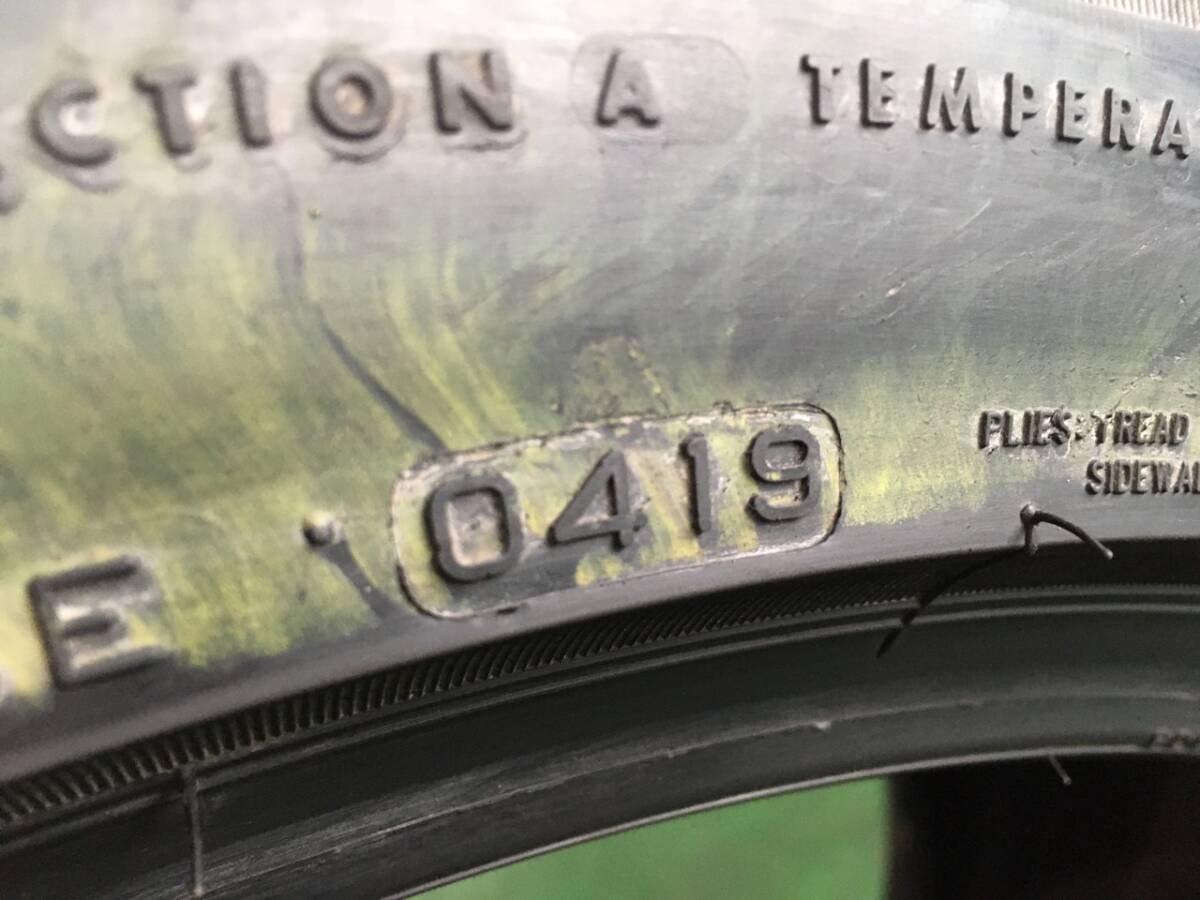 CTION A TEMPERA
E 0419
PLIES: TREAD
SIDEWAL